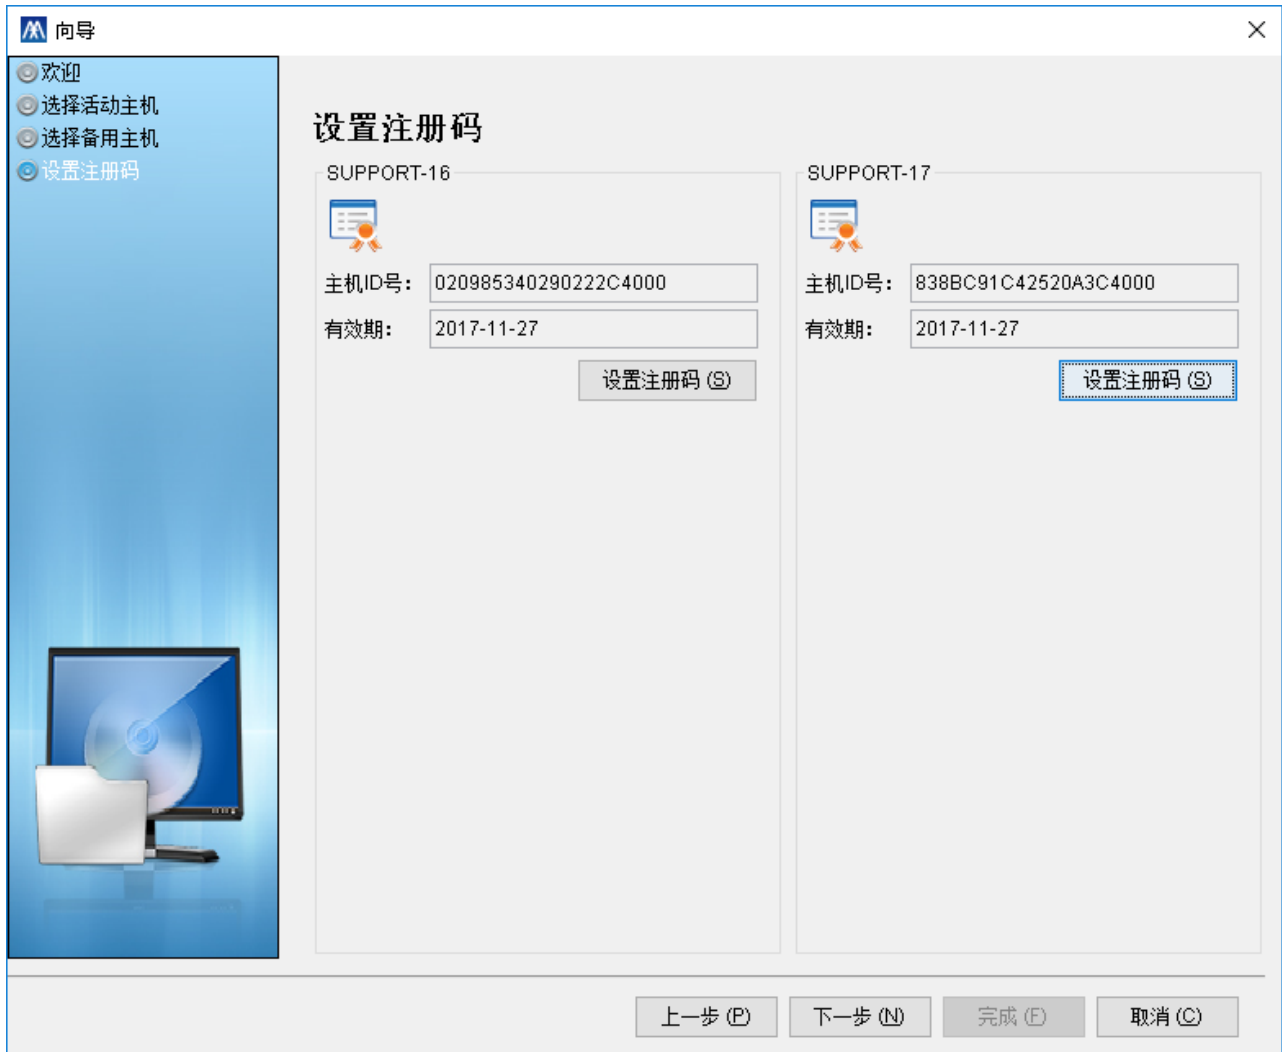 向导
欢迎
选择活动主机
选择备用主机
设置注册码
设置注册码
SUPPORT-16
主机ID号: 020985340290222C4000
有效期: 2017-11-27
设置注册码 (S)
SUPPORT-17
主机ID号: 838BC91C42520A3C4000
有效期: 2017-11-27
设置注册码 (S)
上一步 (P)
下一步 (N)
完成 (F)
取消 (C)